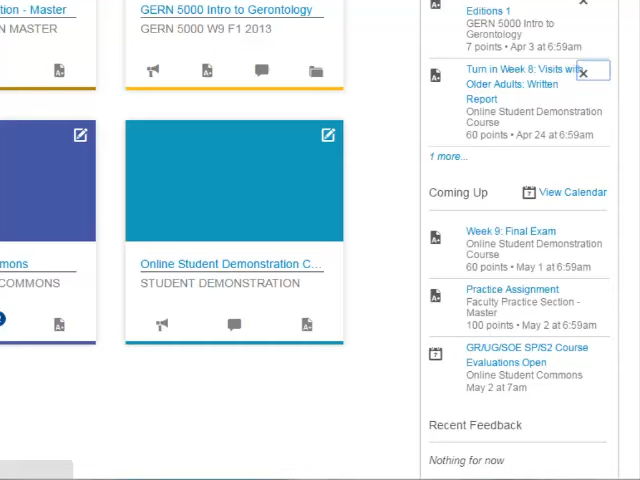 tion - Master
N MASTER
GERN 5000 Intro to Gerontology
GERN 5000 W9 F1 2013
mons
COMMONS
Online Student Demonstration C...
STUDENT DEMONSTRATION
Editions 1
GERN 5000 Intro to
Gerontology
7 points • Apr 3 at 6:59am
Turn in Week 8: Visits with
Older Adults: Written
Report
Online Student Demonstration
Course
60 points • Apr 24 at 6:59am
1 more...
Coming Up
7 View Calendar
Week 9: Final Exam
Online Student Demonstration
Course
60 points • May 1 at 6:59am
Practice Assignment
Faculty Practice Section -
Master
100 points • May 2 at 6:59am
7
GR/UG/SOE SP/S2 Course
Evaluations Open
Online Student Commons
May 2 at 7am
Recent Feedback
Nothing for now